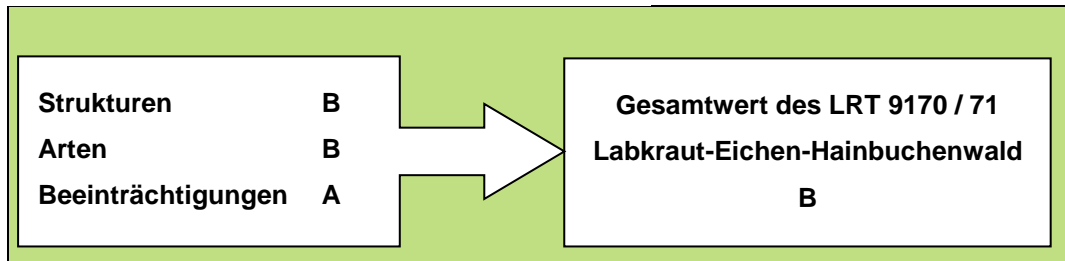 Strukturen B
Arten B
Beeinträchtigungen A
Gesamtwert des LRT 9170 / 71
Labkraut-Eichen-Hainbuchenwald
B